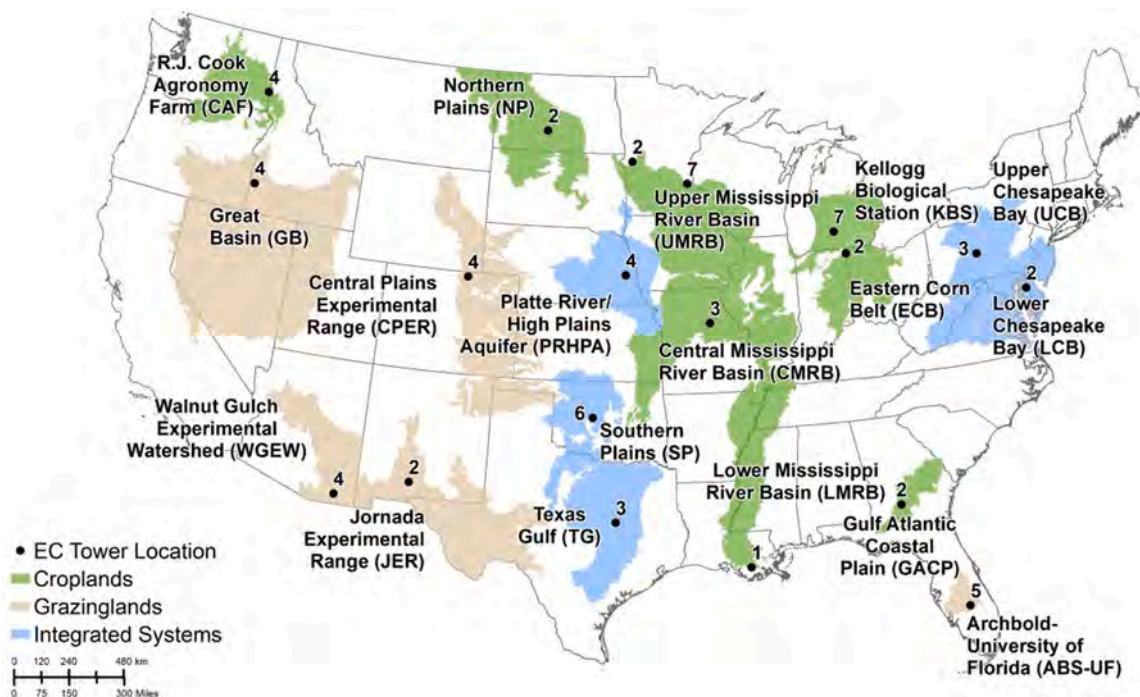 R.J. Cook
Agronomy
Farm (CAF)
4
Northern
Plains (NP)
2
2
7
Upper Mississippi
River Basin
(UMRB)
Kellogg
Biological
Station (KBS)
7
Upper
Chesapeake
Bay (UCB)
3
4
Great
Basin (GB)
Central Plains
Experimental
Range (CPER)
4
Platte River/
High Plains
Aquifer (PRHPA)
4
2
Eastern Corn
Belt (ECB)
2
Lower
Chesapeake
Bay (LCB)
3
Central Mississippi
River Basin (CMRB)
Walnut Gulch
Experimental
Watershed (WGEW)
4
2
Jornada
Experimental
Range (JER)
6
Southern
Plains (SP)
Texas
Gulf (TG)
3
Lower Mississippi
River Basin (LMRB)
1
2
Gulf Atlantic
Coastal
Plain (GACP)
5
Archbold-
University of
Florida (ABS-UF)
EC Tower Location
Croplands
Grazinglands
Integrated Systems
0 120 240 480 km
0 75 150 300 Miles